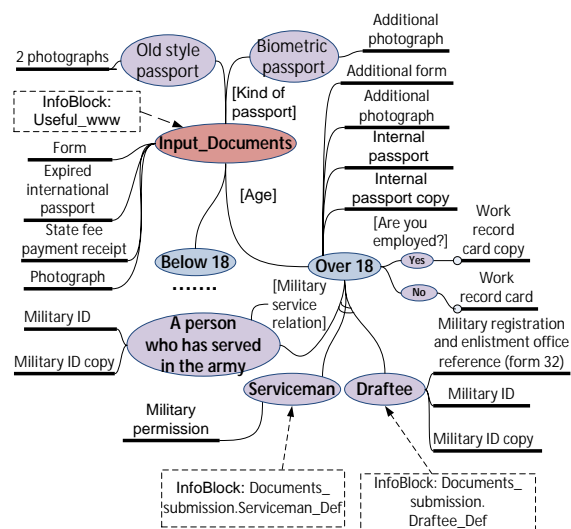 Additional
photograph
Old style
passport
Biometric
passport
2 photographs
Additional form
[Kind of
passport]
InfoBlock:
Useful_www
Additional
photograph
Input_Documents
Form
Internal
passport
Expired
international
passport
[Age]
Internal
passport copy
State fee
payment receipt
[Are you
employed?]
Work
record
card copy
Photograph
Below 18
.......
Over 18
Yes
No
Work
record card
[Military
service
relation]
Military ID
A person
who has served
in the army
Military ID copy
Military registration
and enlistment office
reference (form 32)
Serviceman
Draftee
Military ID
Military
permission
Military ID copy
InfoBlock: Documents_
submission.Serviceman_Def
InfoBlock: Documents_
submission.
Draftee_Def